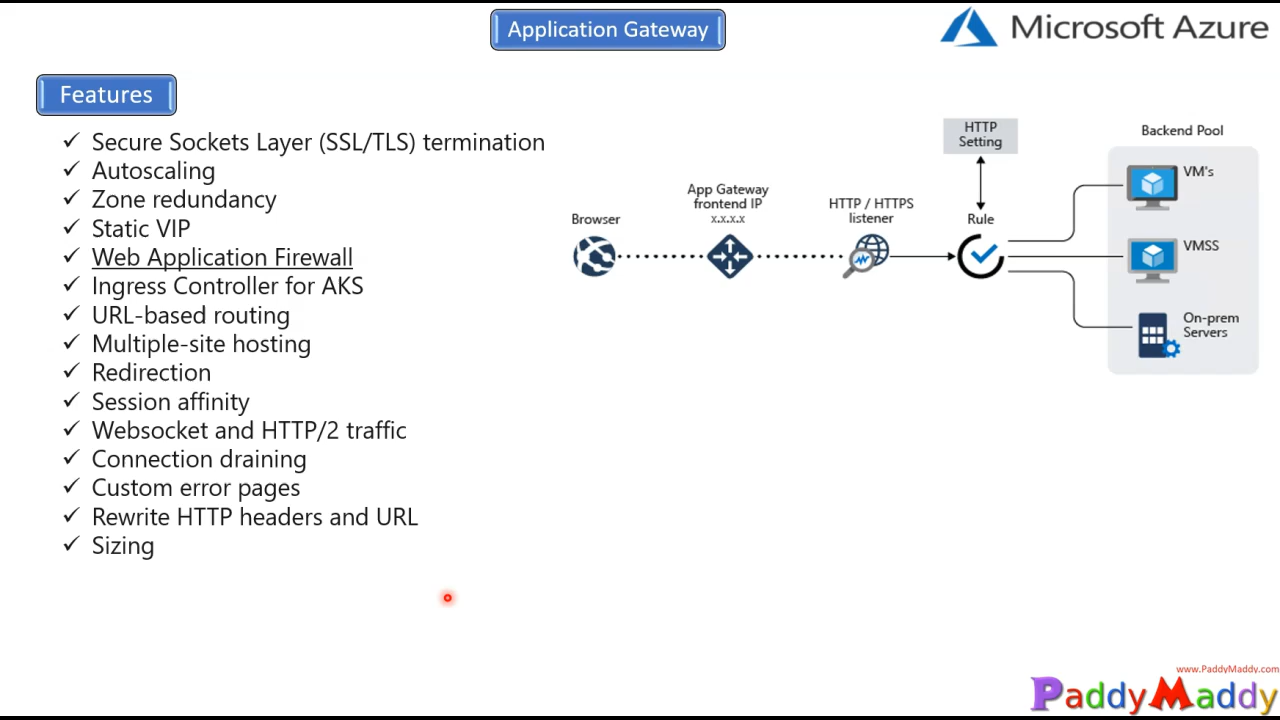 Application Gateway
Microsoft Azure
Features
Secure Sockets Layer (SSL/TLS) termination
Autoscaling
Zone redundancy
Static VIP
Web Application Firewall
Ingress Controller for AKS
URL-based routing
Multiple-site hosting
Redirection
Session affinity
Websocket and HTTP/2 traffic
Connection draining
Custom error pages
Rewrite HTTP headers and URL
Sizing
Browser
App Gateway
frontend IP
x.x.x.x
HTTP / HTTPS
listener
HTTP
Setting
Rule
Backend Pool
VM's
VMSS
On-prem
Servers
www.PaddyMaddy.com
PaddyMaddy